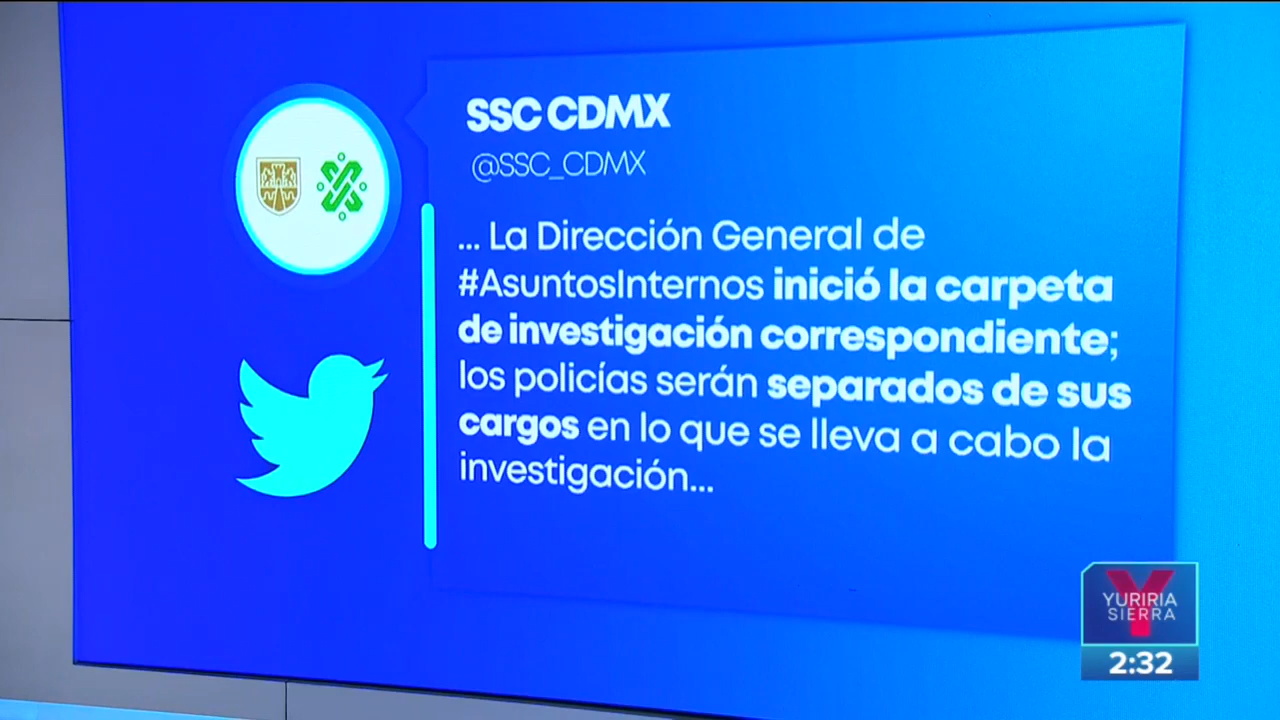 SSC CDMX
@SSC_CDMX
... La Dirección General de
#AsuntosInternos inició la carpeta
de investigación correspondiente;
los policías serán separados de sus
cargos en lo que se lleva a cabo la
investigación...
YURIRIA
SIERRA
2:32